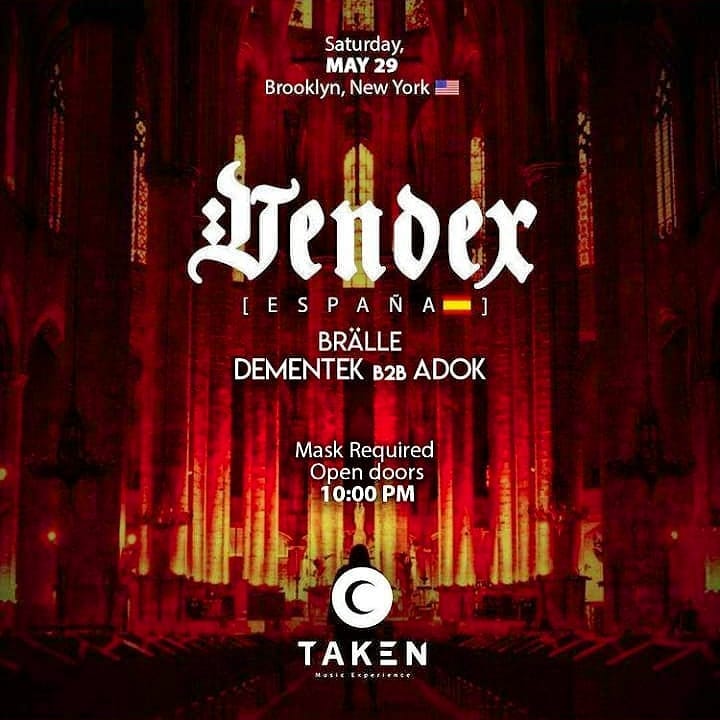 Saturday,
MAY 29
Brooklyn, New York 🇺🇸
Vendex
[ESPAÑA🇪🇸]
BRÄLLE
DEMENTEK B2B ADOK
Mask Required
Open doors
10:00 PM
TAKEN
Music Experience